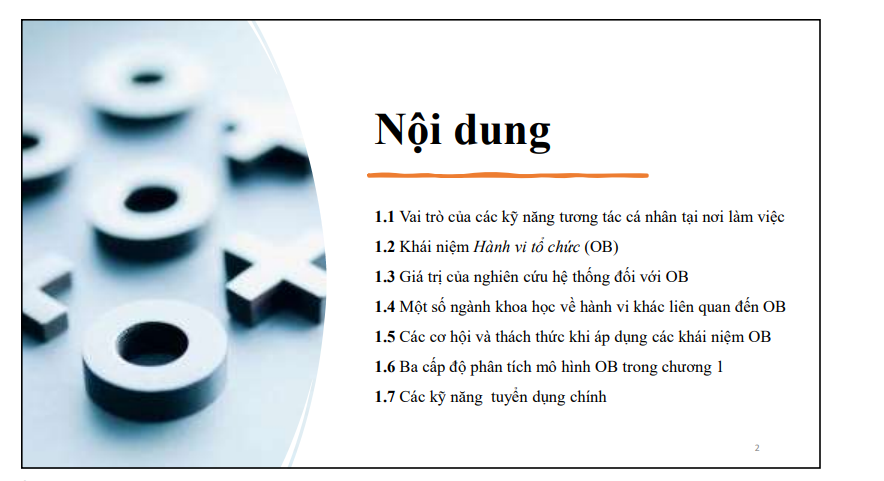 Nội dung
1.1 Vai trò của các kỹ năng tương tác cá nhân tại nơi làm việc
1.2 Khái niệm Hành vi tổ chức (OB)
1.3 Giá trị của nghiên cứu hệ thống đối với OB
1.4 Một số ngành khoa học về hành vi khác liên quan đến OB
1.5 Các cơ hội và thách thức khi áp dụng các khái niệm OB
1.6 Ba cấp độ phân tích mô hình OB trong chương 1
1.7 Các kỹ năng tuyển dụng chính
2